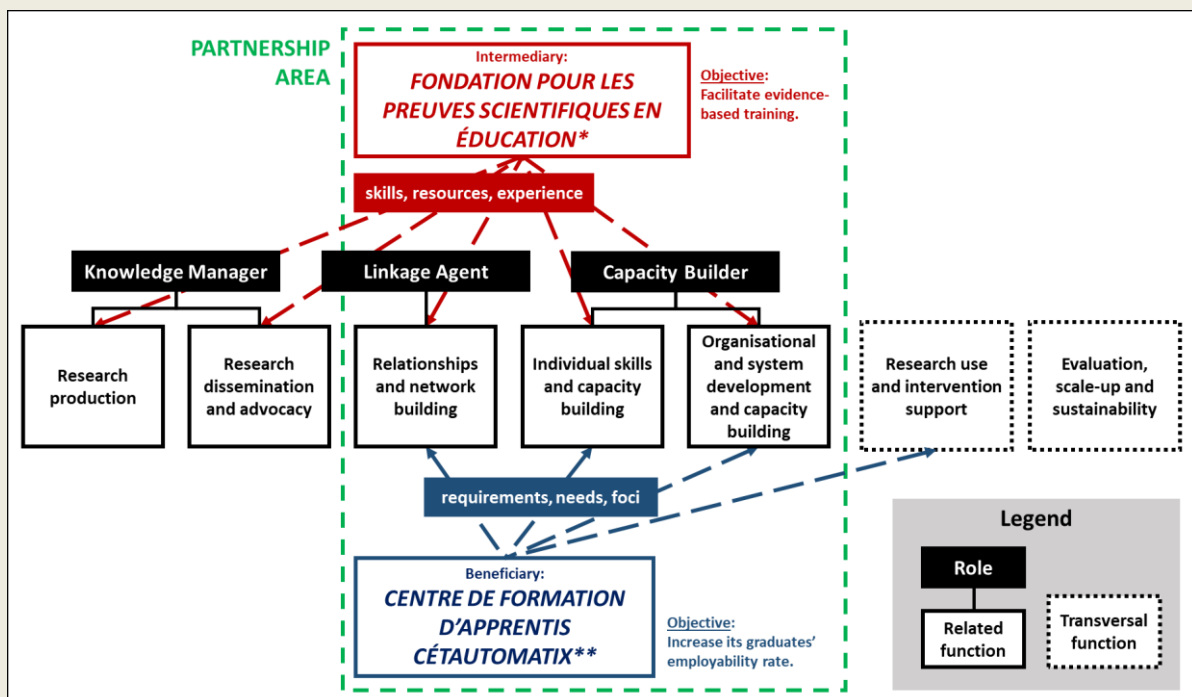 PARTNERSHIP
AREA
Intermediary:
FONDATION POUR LES
PREUVES SCIENTIFIQUES EN
ÉDUCATION*
Objective:
Facilitate evidence-
based training.
skills, resources, experience
Knowledge Manager
Linkage Agent
Capacity Builder
Research
production
Research
dissemination
and advocacy
Relationships
and network
building
Individual skills
and capacity
building
Organisational
and system
development
and capacity
building
Research use
and intervention
support
Evaluation,
scale-up and
sustainability
requirements, needs, foci
Beneficiary:
CENTRE DE FORMATION
D’APPRENTIS
CÉTAUTOMATIX**
Objective:
Increase its graduates’
employability rate.
Legend
Role
Related
function
Transversal
function